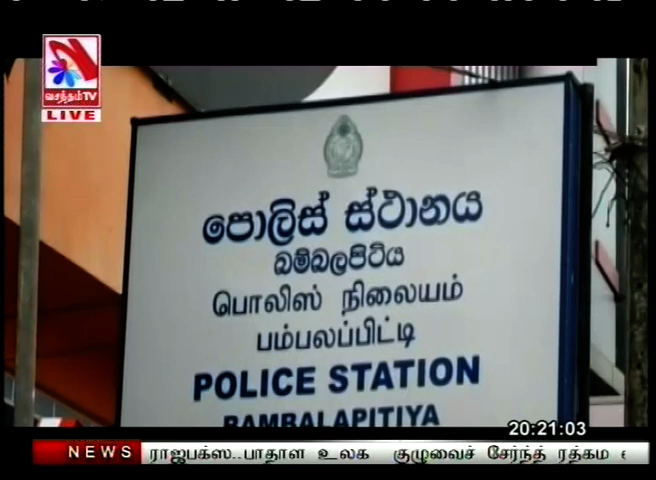 வசந்தம்TV
LIVE
පොලිස් ස්ථානය
බම්බලපිටිය
பொலிஸ் நிலையம்
பம்பலப்பிட்டி
POLICE STATION
BAMBALAPITIYA
20:21:03
NEWS ராஜபக்ஸ..பாதாள உலக குழுவைச் சேர்ந்த ரத்கம